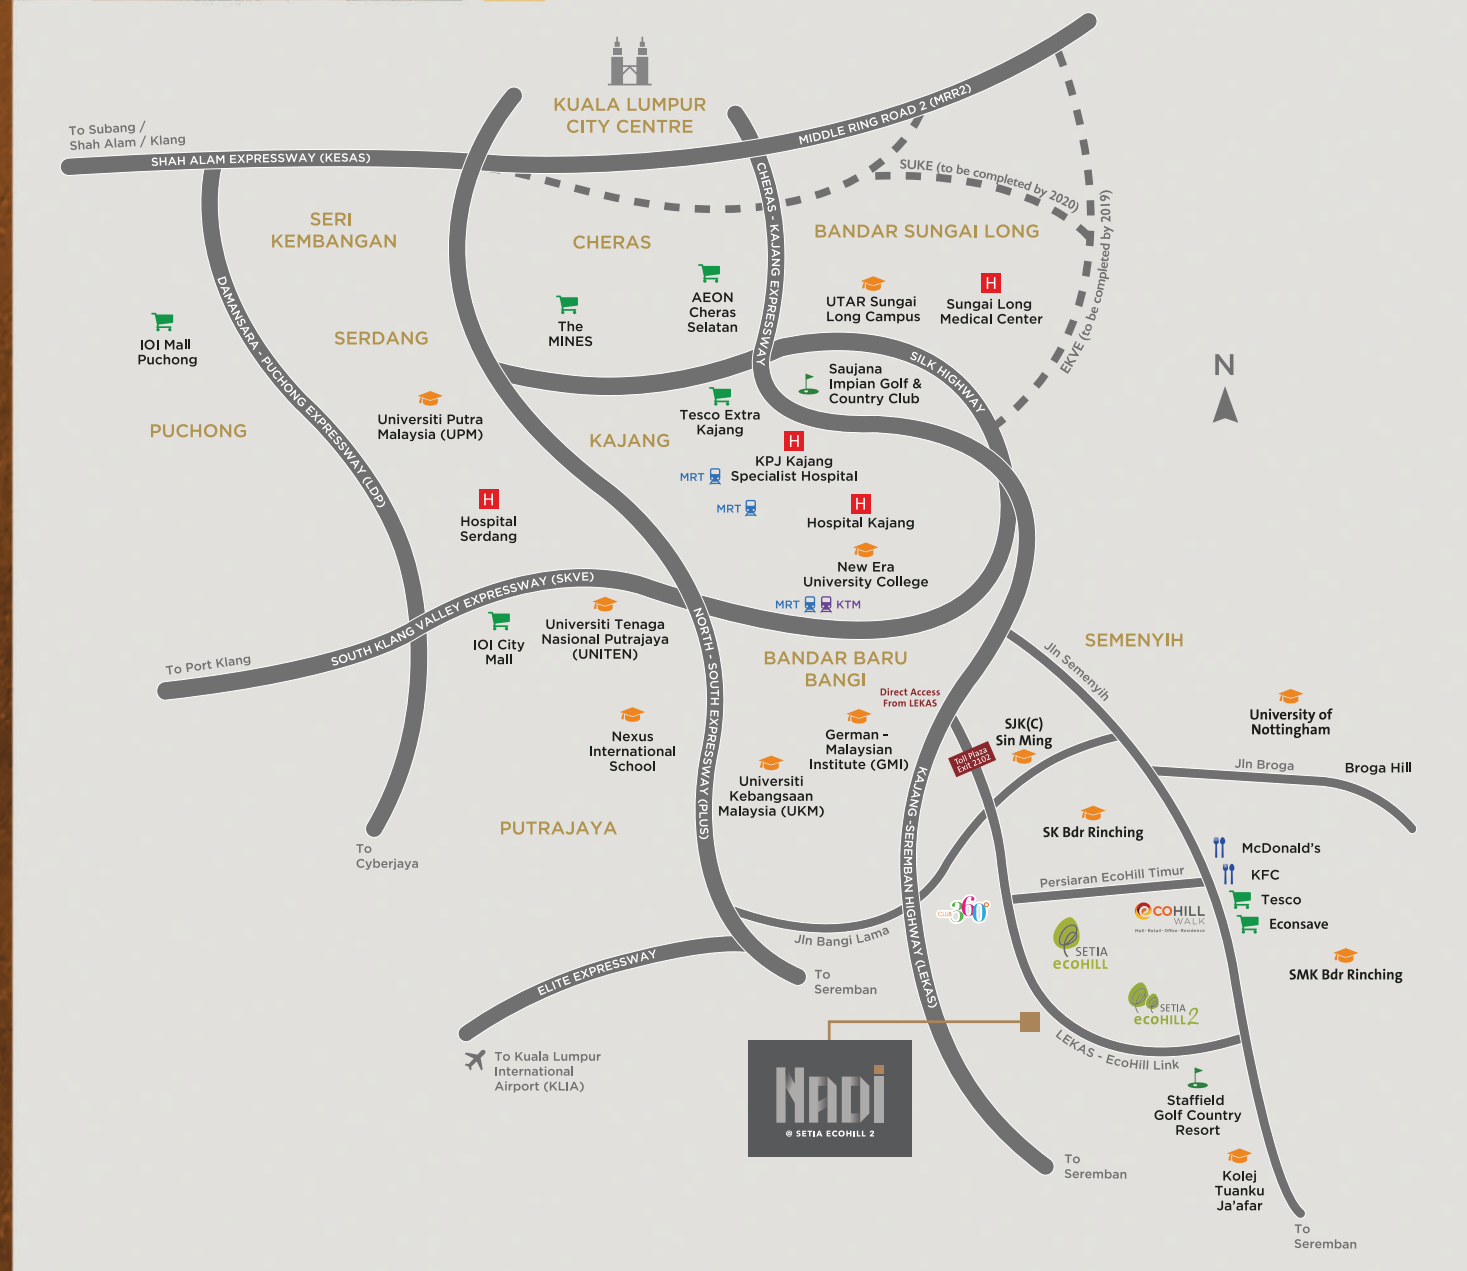 KUALA LUMPUR
CITY CENTRE
To Subang /
Shah Alam / Klang
SHAH ALAM EXPRESSWAY (KESAS)
MIDDLE RING ROAD 2 (MRR2)
SUKE (to be completed by 2020)
EKVE (to be completed by 2019)
CHERAS - KAJANG EXPRESSWAY
SERI
KEMBANGAN
CHERAS
BANDAR SUNGAI LONG
DAMANSARA - PUCHONG EXPRESSWAY (LDP)
IOI Mall
Puchong
The
MINES
AEON
Cheras
Selatan
UTAR Sungai
Long Campus
H
Sungai Long
Medical Center
SERDANG
PUCHONG
Universiti Putra
Malaysia (UPM)
SILK HIGHWAY
Saujana
Impian Golf &
Country Club
N
Tesco Extra
Kajang
KAJANG
H
KPJ Kajang
Specialist Hospital
MRT
MRT
H
Hospital
Serdang
H
Hospital Kajang
New Era
University College
MRT
KTM
SOUTH KLANG VALLEY EXPRESSWAY (SKVE)
To Port Klang
IOI City
Mall
Universiti Tenaga
Nasional Putrajaya
(UNITEN)
NORTH - SOUTH EXPRESSWAY (PLUS)
BANDAR BARU
BANGI
SEMENYIH
Jln Semenyih
Direct Access
From LEKAS
Nexus
International
School
German -
Malaysian
Institute (GMI)
SJK(C)
Sin Ming
University of
Nottingham
Toll Plaza
Exit 2102
Universiti
Kebangsaan
Malaysia (UKM)
KAJANG -SEREMBAN HIGHWAY (LEKAS)
Jln Broga
Broga Hill
PUTRAJAYA
To
Cyberjaya
SK Bdr Rinching
McDonald's
KFC
Tesco
Econsave
Persiaran EcoHill Timur
CLUB 360°
ecoHILL
WALK
Mall · Retail · Office · Residence
SETIA
ecoHILL
SMK Bdr Rinching
Jln Bangi Lama
ELITE EXPRESSWAY
To
Seremban
SETIA
ecoHILL 2
LEKAS - EcoHill Link
To Kuala Lumpur
International
Airport (KLIA)
NADI
@ SETIA ECOHILL 2
Staffield
Golf Country
Resort
To
Seremban
Kolej
Tuanku
Ja'afar
To
Seremban